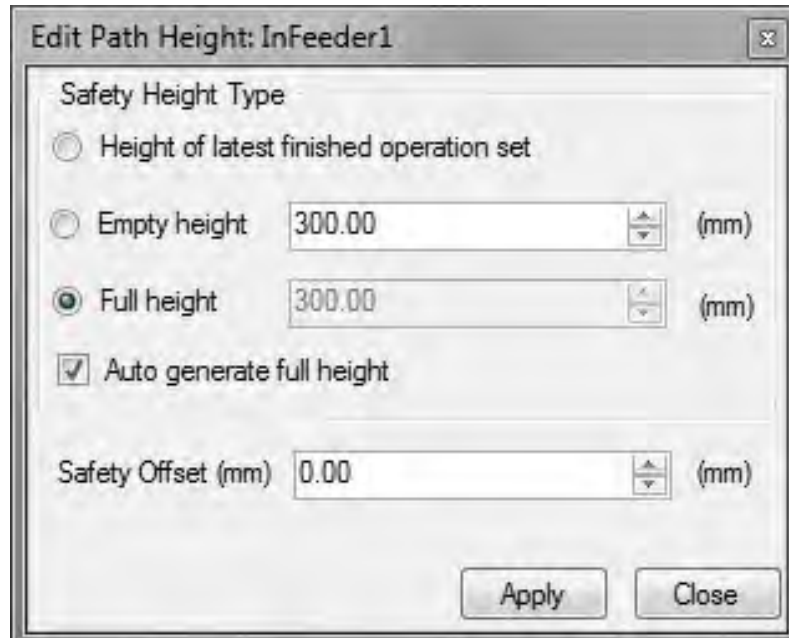 Edit Path Height: InFeeder1
Safety Height Type
Height of latest finished operation set
Empty height 300.00 (mm)
Full height 300.00 (mm)
Auto generate full height
Safety Offset (mm) 0.00 (mm)
Apply Close